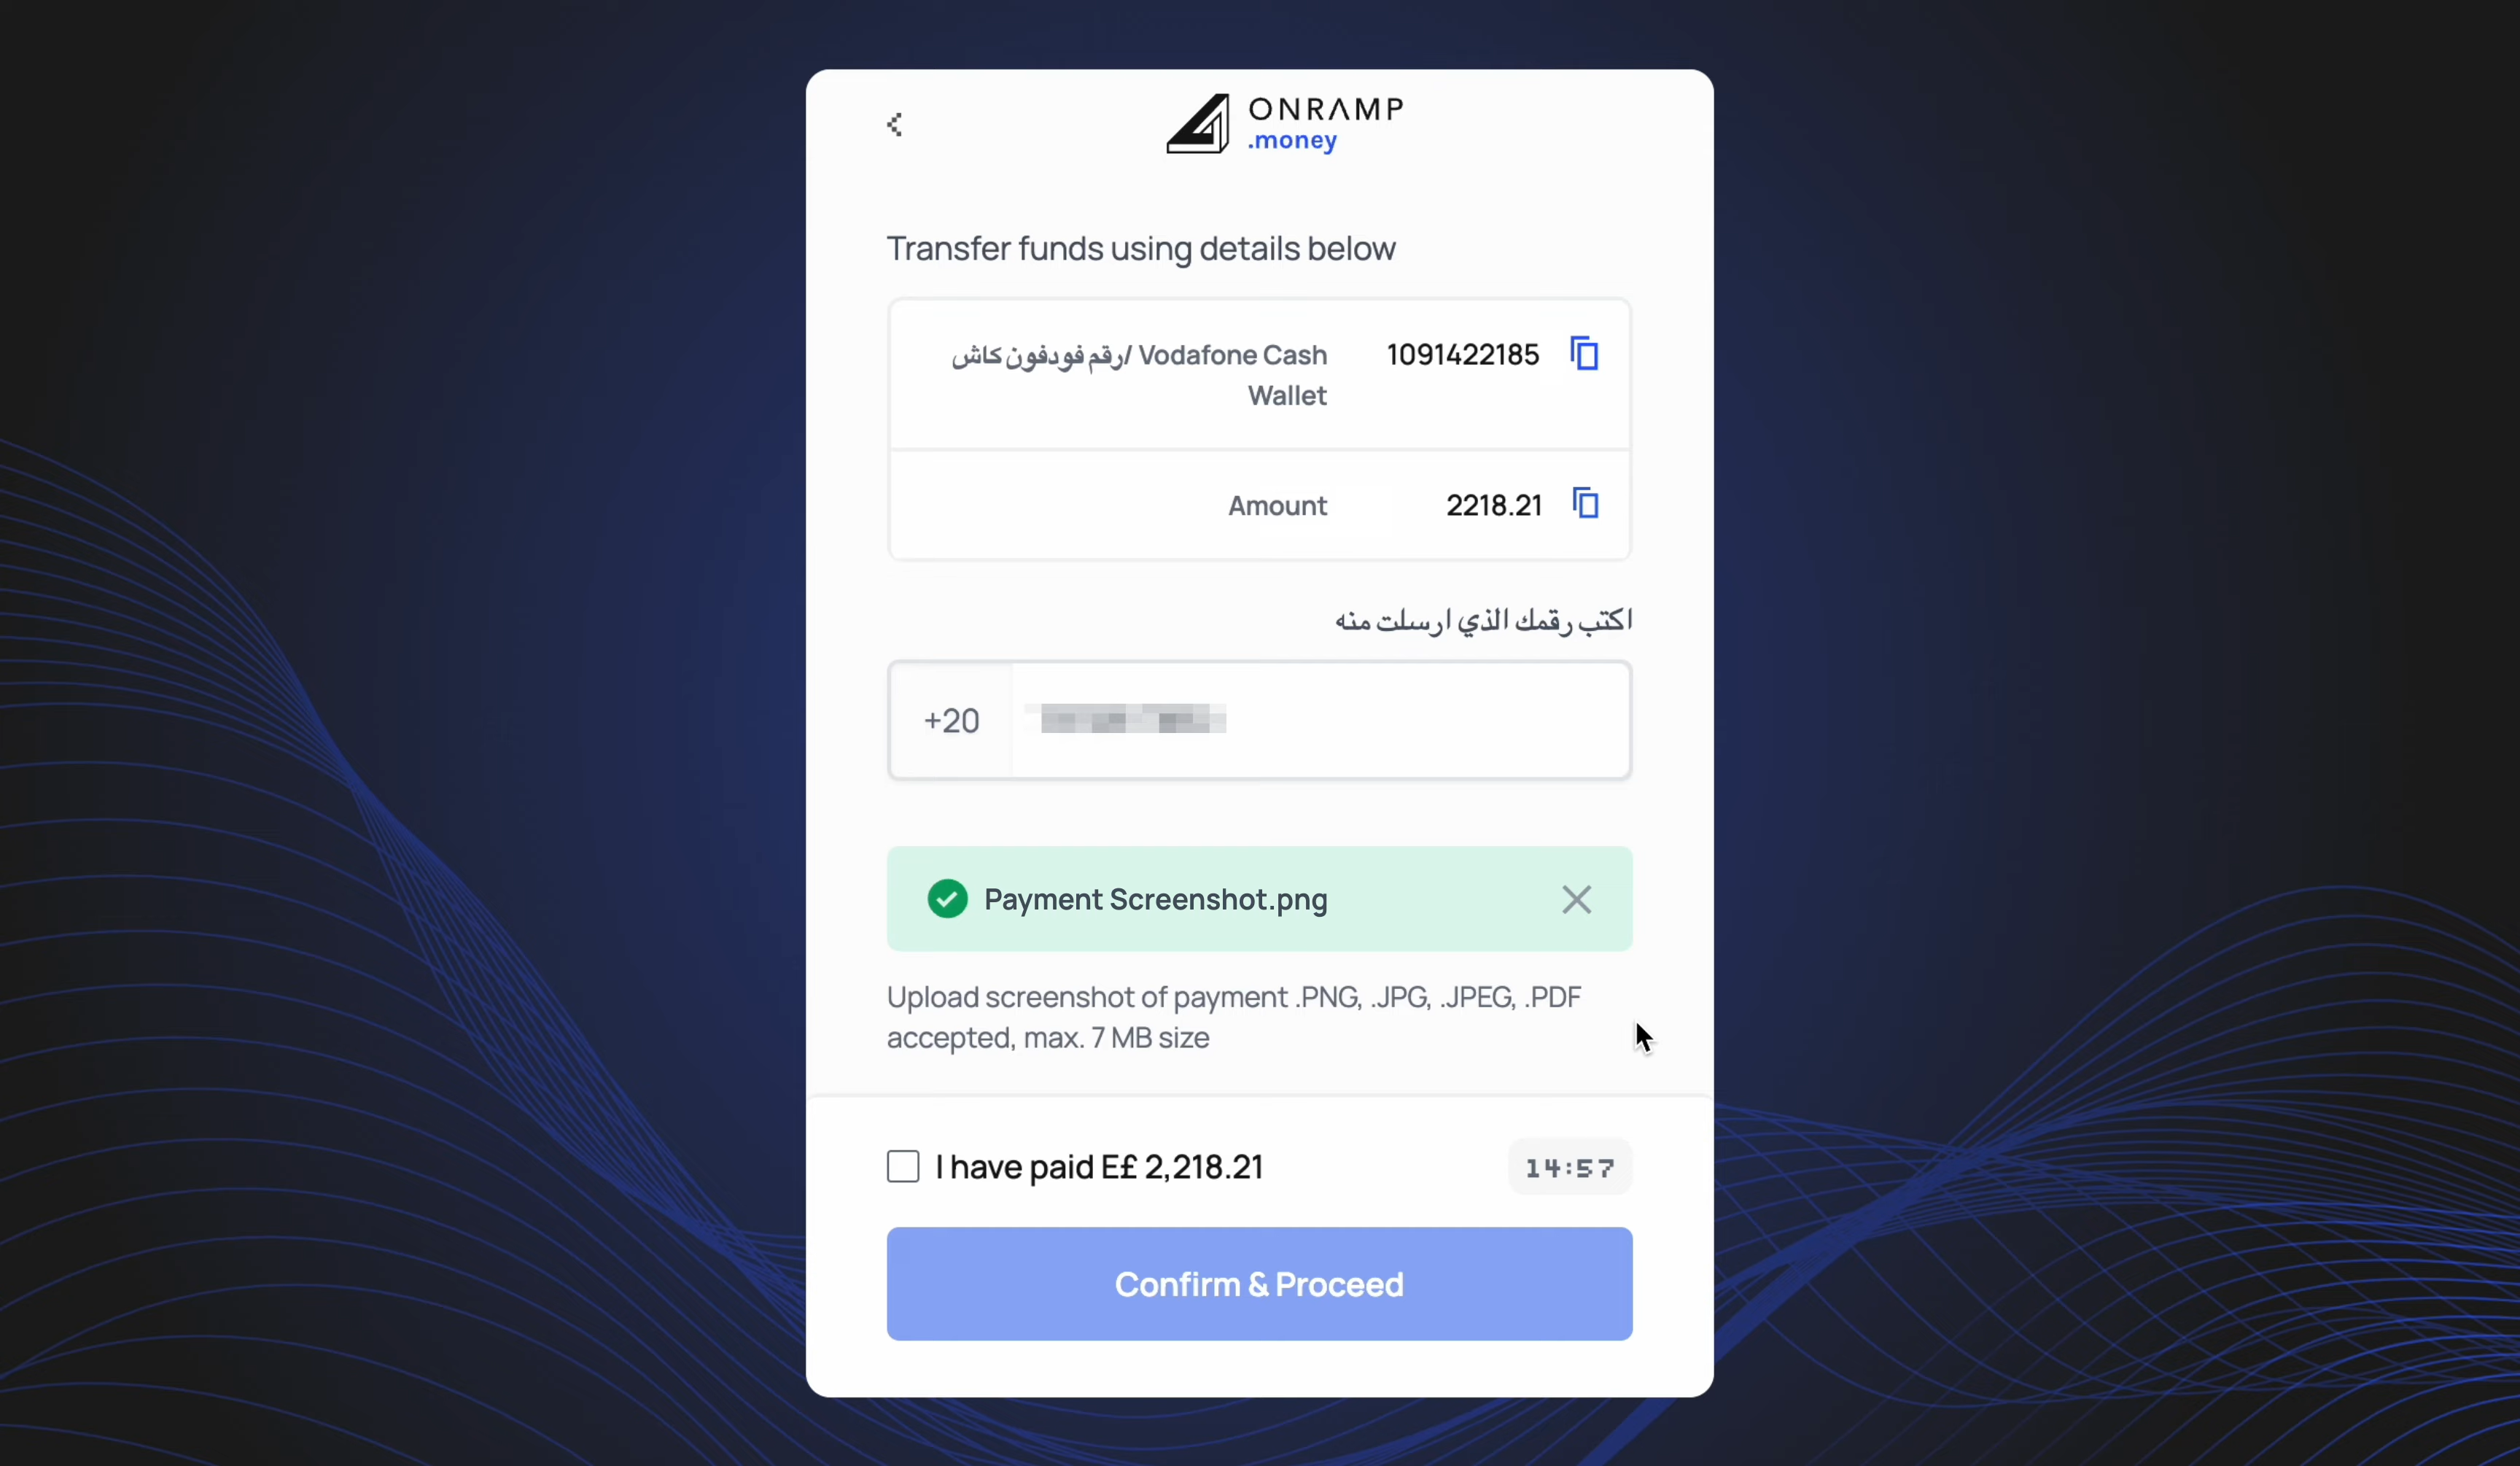 ONRAMP
.money
Transfer funds using details below
رقم فودفون كاش/ Vodafone Cash
Wallet
1091422185
Amount
2218.21
اكتب رقمك الذي ارسلت منه
+20
Payment Screenshot.png
Upload screenshot of payment .PNG, .JPG, .JPEG, .PDF
accepted, max. 7 MB size
I have paid E£ 2,218.21
14:57
Confirm & Proceed